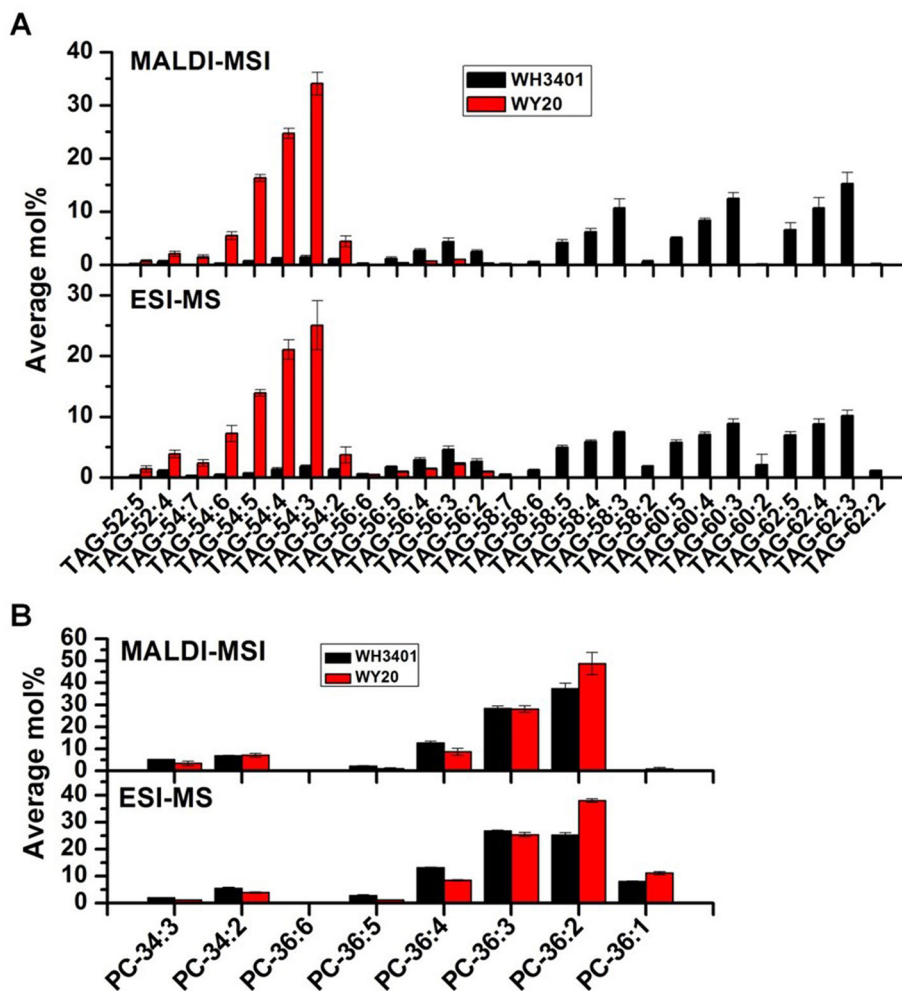 A
MALDI-MSI
WH3401
WY20
40
30
20
10
0
ESI-MS
30
20
10
0
Average mol%
TAG-52:5
TAG-52:4
TAG-54:7
TAG-54:6
TAG-54:5
TAG-54:4
TAG-54:3
TAG-54:2
TAG-56:6
TAG-56:5
TAG-56:4
TAG-56:3
TAG-56:2
TAG-58:7
TAG-58:6
TAG-58:5
TAG-58:4
TAG-58:3
TAG-58:2
TAG-60:5
TAG-60:4
TAG-60:3
TAG-60:2
TAG-62:5
TAG-62:4
TAG-62:3
TAG-62:2
B
MALDI-MSI
WH3401
WY20
60
50
40
30
20
10
0
ESI-MS
40
30
20
10
0
Average mol%
PC-34:3
PC-34:2
PC-36:6
PC-36:5
PC-36:4
PC-36:3
PC-36:2
PC-36:1